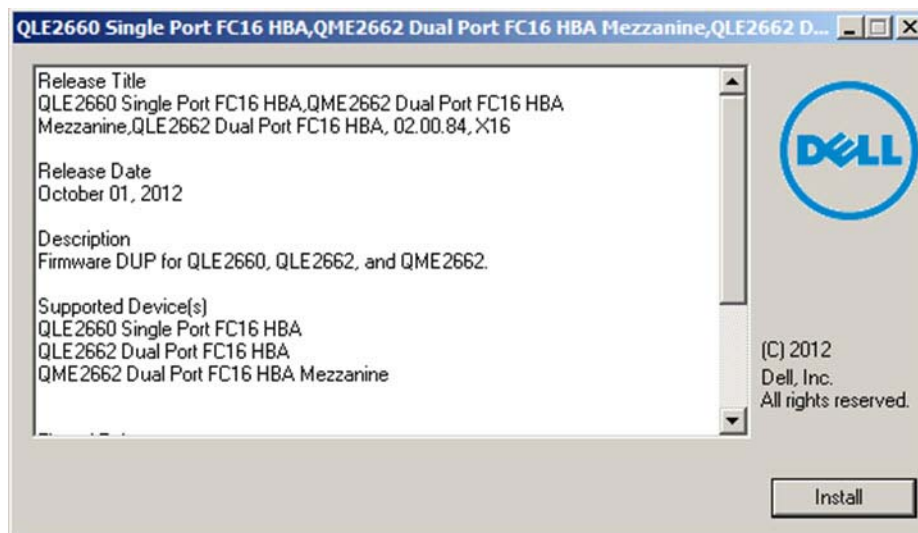 QLE2660 Single Port FC16 HBA,QME2662 Dual Port FC16 HBA Mezzanine,QLE2662 D...
Release Title
QLE2660 Single Port FC16 HBA,QME2662 Dual Port FC16 HBA
Mezzanine,QLE2662 Dual Port FC16 HBA, 02.00.84, X16
Release Date
October 01, 2012
Description
Firmware DUP for QLE2660, QLE2662, and QME2662.
Supported Device(s)
QLE2660 Single Port FC16 HBA
QLE2662 Dual Port FC16 HBA
QME2662 Dual Port FC16 HBA Mezzanine
DELL
(C) 2012
Dell, Inc.
All rights reserved.
Install